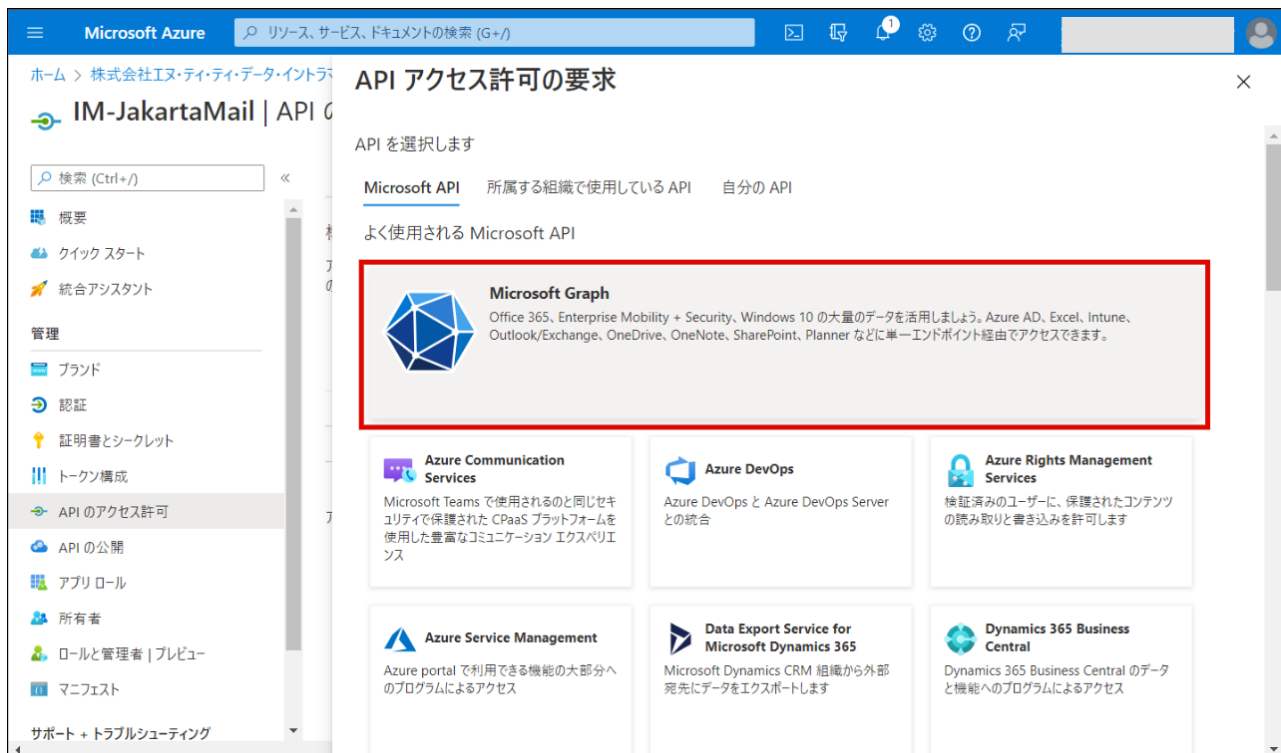 Microsoft Azure
リソース、サービス、ドキュメントの検索 (G+/)
1
ホーム > 株式会社エヌ・ティ・ティ・データ・イントラマ
IM-JakartaMail | API の
検索 (Ctrl+/)
«
概要
クイック スタート
統合アシスタント
管理
ブランド
認証
証明書とシークレット
トークン構成
API のアクセス許可
API の公開
アプリ ロール
所有者
ロールと管理者 | プレビュー
マニフェスト
サポート + トラブルシューティング
API アクセス許可の要求
API を選択します
Microsoft API 所属する組織で使用している API 自分の API
よく使用される Microsoft API
Microsoft Graph
Office 365、Enterprise Mobility + Security、Windows 10 の大量のデータを活用しましょう。Azure AD、Excel、Intune、
Outlook/Exchange、OneDrive、OneNote、SharePoint、Planner などに単一エンドポイント経由でアクセスできます。
Azure Communication
Services
Microsoft Teams で使用されるのと同じセキ
ュリティで保護された CPaaS プラットフォームを
使用した豊富なコミュニケーション エクスペリエ
ンス
Azure DevOps
Azure DevOps と Azure DevOps Server
との統合
Azure Rights Management
Services
検証済みのユーザーに、保護されたコンテンツ
の読み取りと書き込みを許可します
Azure Service Management
Azure portal で利用できる機能の大部分へ
のプログラムによるアクセス
Data Export Service for
Microsoft Dynamics 365
Microsoft Dynamics CRM 組織から外部
宛先にデータをエクスポートします
Dynamics 365 Business
Central
Dynamics 365 Business Central のデータ
と機能へのプログラムによるアクセス